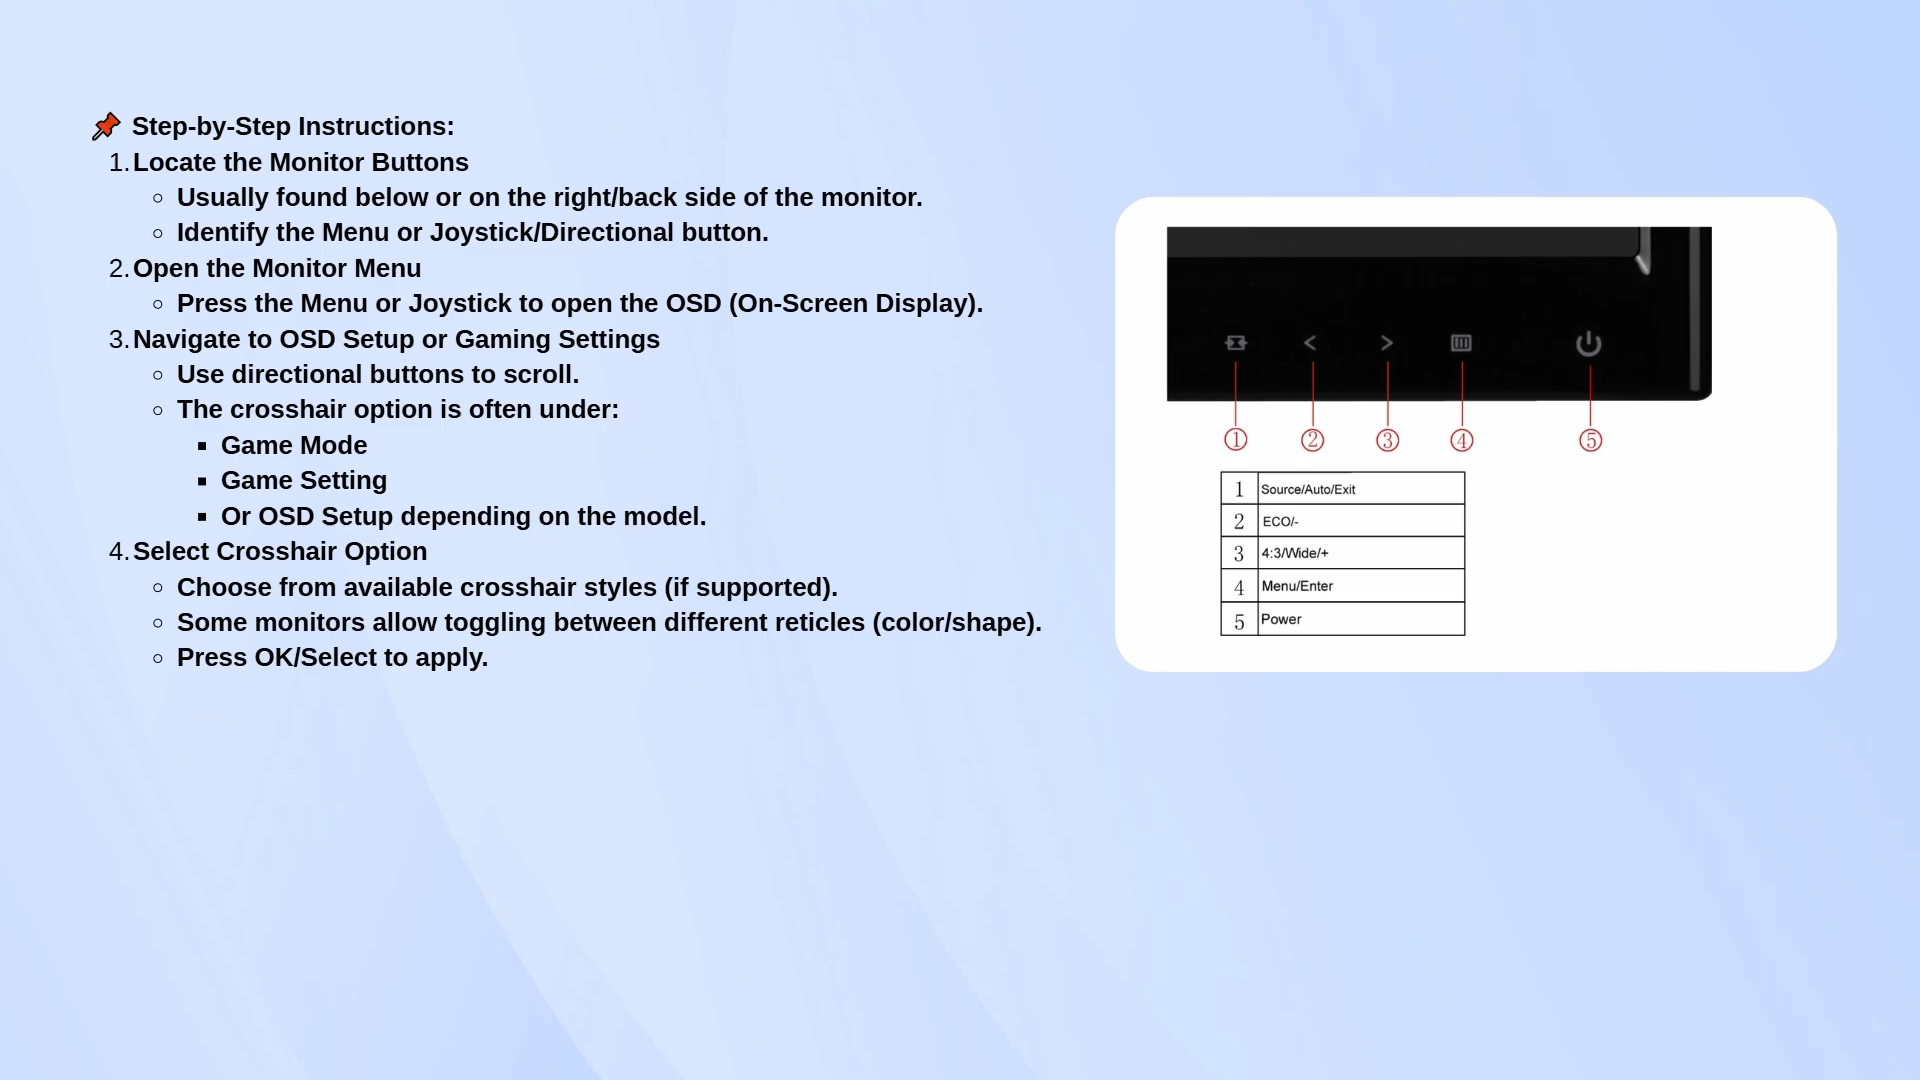 📌 Step-by-Step Instructions:
1. Locate the Monitor Buttons
○ Usually found below or on the right/back side of the monitor.
○ Identify the Menu or Joystick/Directional button.
2. Open the Monitor Menu
○ Press the Menu or Joystick to open the OSD (On-Screen Display).
3. Navigate to OSD Setup or Gaming Settings
○ Use directional buttons to scroll.
○ The crosshair option is often under:
▪ Game Mode
▪ Game Setting
▪ Or OSD Setup depending on the model.
4. Select Crosshair Option
○ Choose from available crosshair styles (if supported).
○ Some monitors allow toggling between different reticles (color/shape).
○ Press OK/Select to apply.
① ② ③ ④ ⑤
1 Source/Auto/Exit
2 ECO/-
3 4:3/Wide/+
4 Menu/Enter
5 Power